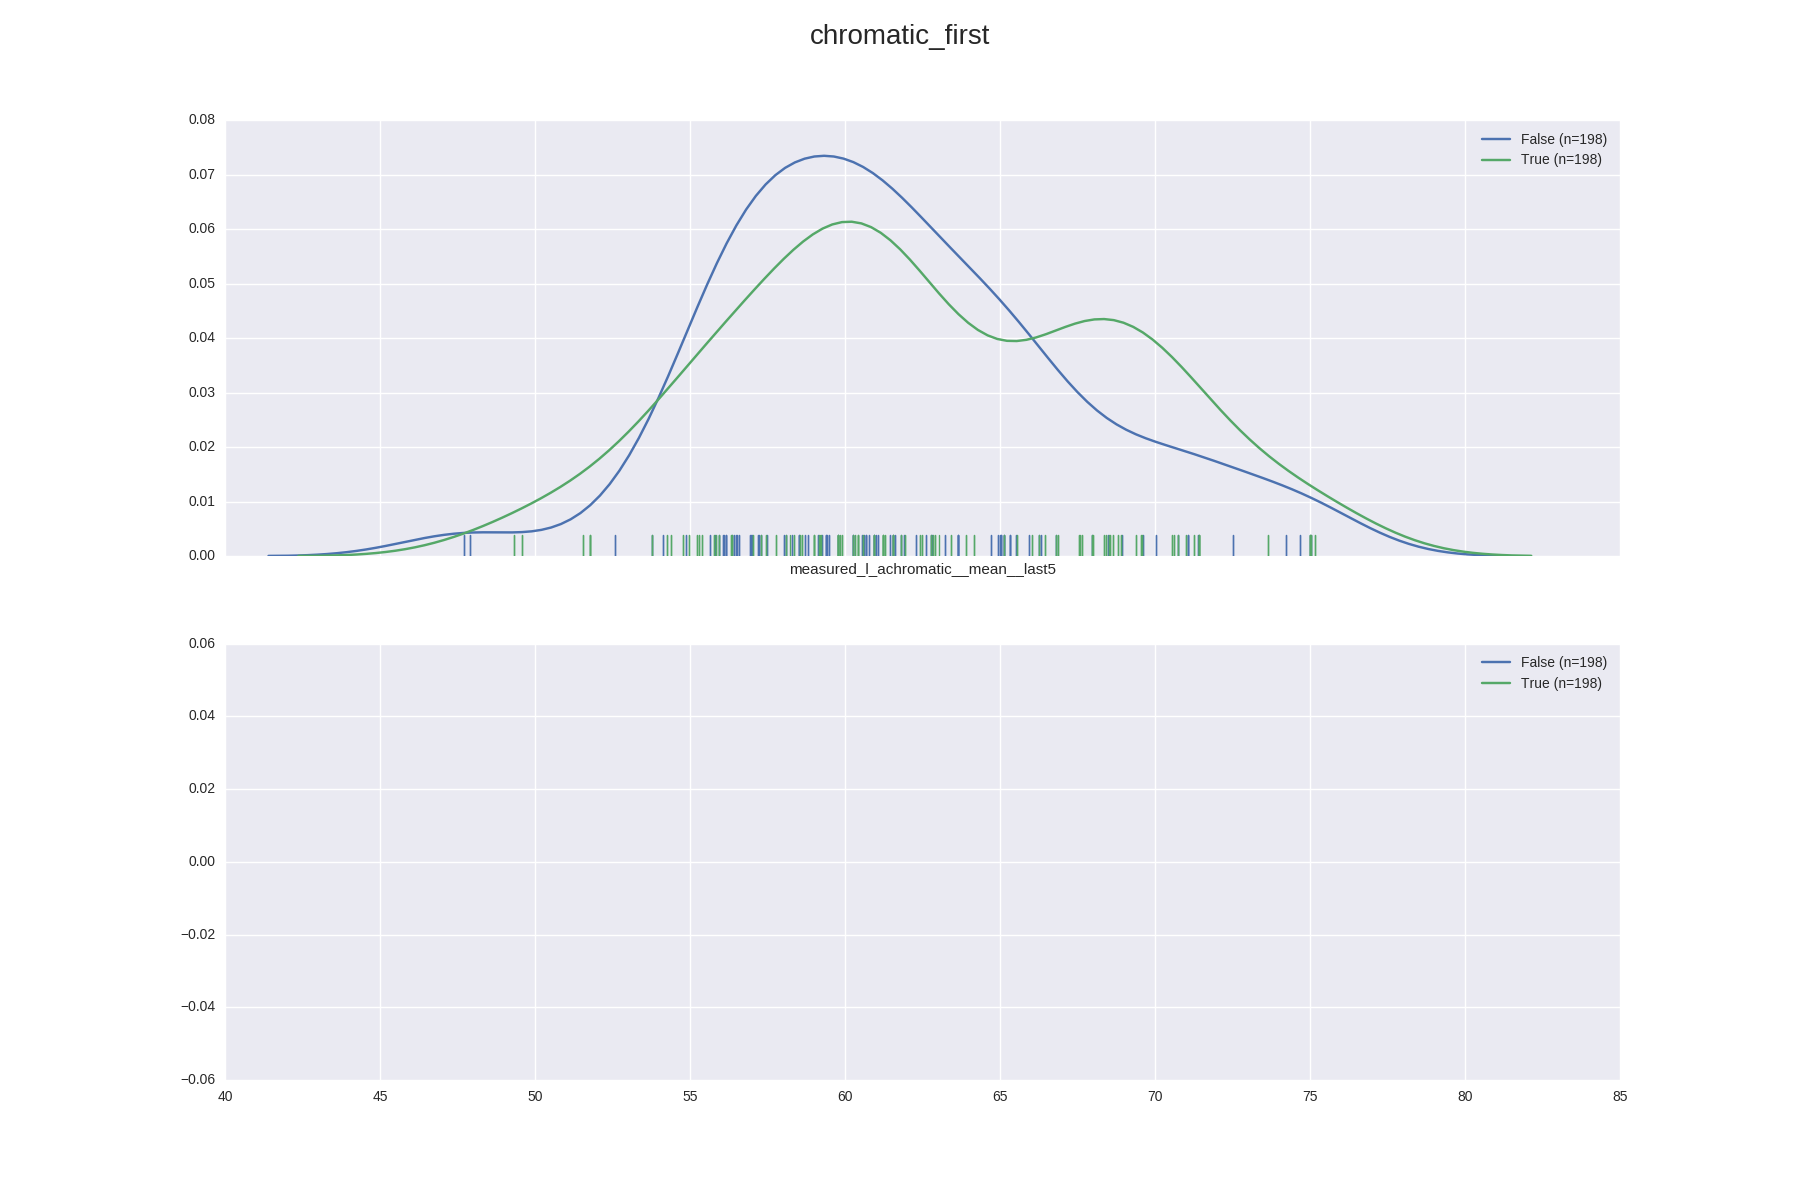 chromatic_first
0.08
0.07
0.06
0.05
0.04
0.03
0.02
0.01
0.00
False (n=198)
True (n=198)
measured_l_achromatic__mean__last5
0.06
0.04
0.02
0.00
−0.02
−0.04
−0.06
False (n=198)
True (n=198)
40 45 50 55 60 65 70 75 80 85